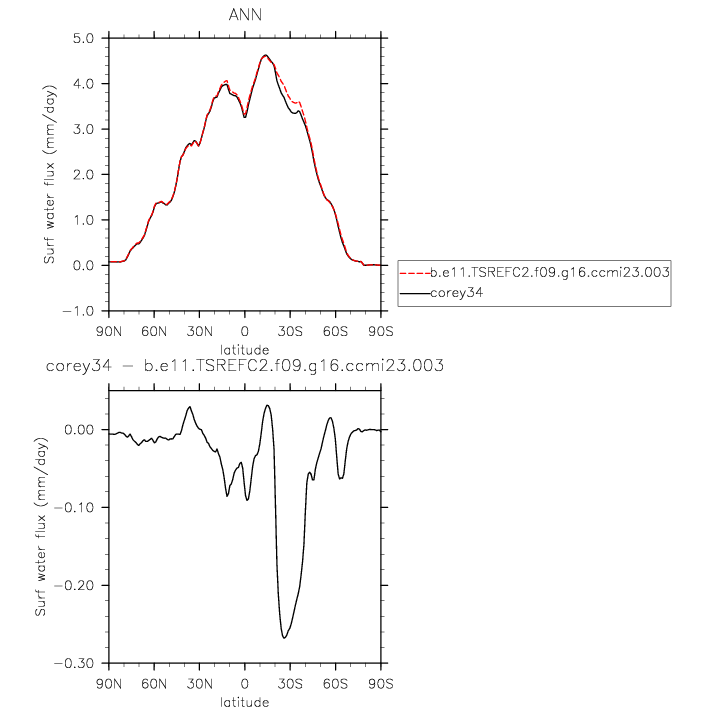 ANN
Surf water flux (mm/day)
5.0
4.0
3.0
2.0
1.0
0.0
−1.0
90N 60N 30N 0 30S 60S 90S
latitude
b.e11.TSREFC2.f09.g16.ccmi23.003
corey34
corey34 − b.e11.TSREFC2.f09.g16.ccmi23.003
Surf water flux (mm/day)
0.00
−0.10
−0.20
−0.30
90N 60N 30N 0 30S 60S 90S
latitude